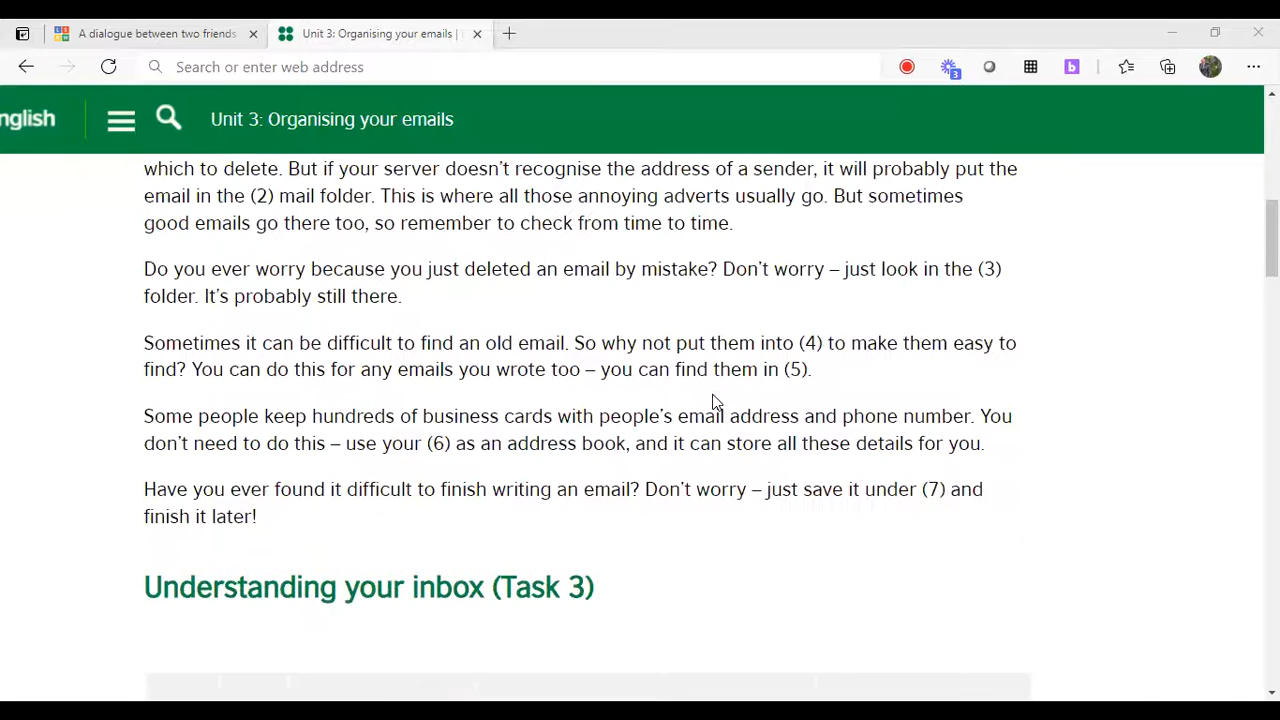 A dialogue between two friends
Unit 3: Organising your emails |
Search or enter web address
3
b
nglish
Unit 3: Organising your emails
which to delete. But if your server doesn’t recognise the address of a sender, it will probably put the
email in the (2) mail folder. This is where all those annoying adverts usually go. But sometimes
good emails go there too, so remember to check from time to time.
Do you ever worry because you just deleted an email by mistake? Don’t worry – just look in the (3)
folder. It’s probably still there.
Sometimes it can be difficult to find an old email. So why not put them into (4) to make them easy to
find? You can do this for any emails you wrote too – you can find them in (5).
Some people keep hundreds of business cards with people’s email address and phone number. You
don’t need to do this – use your (6) as an address book, and it can store all these details for you.
Have you ever found it difficult to finish writing an email? Don’t worry – just save it under (7) and
finish it later!
Understanding your inbox (Task 3)